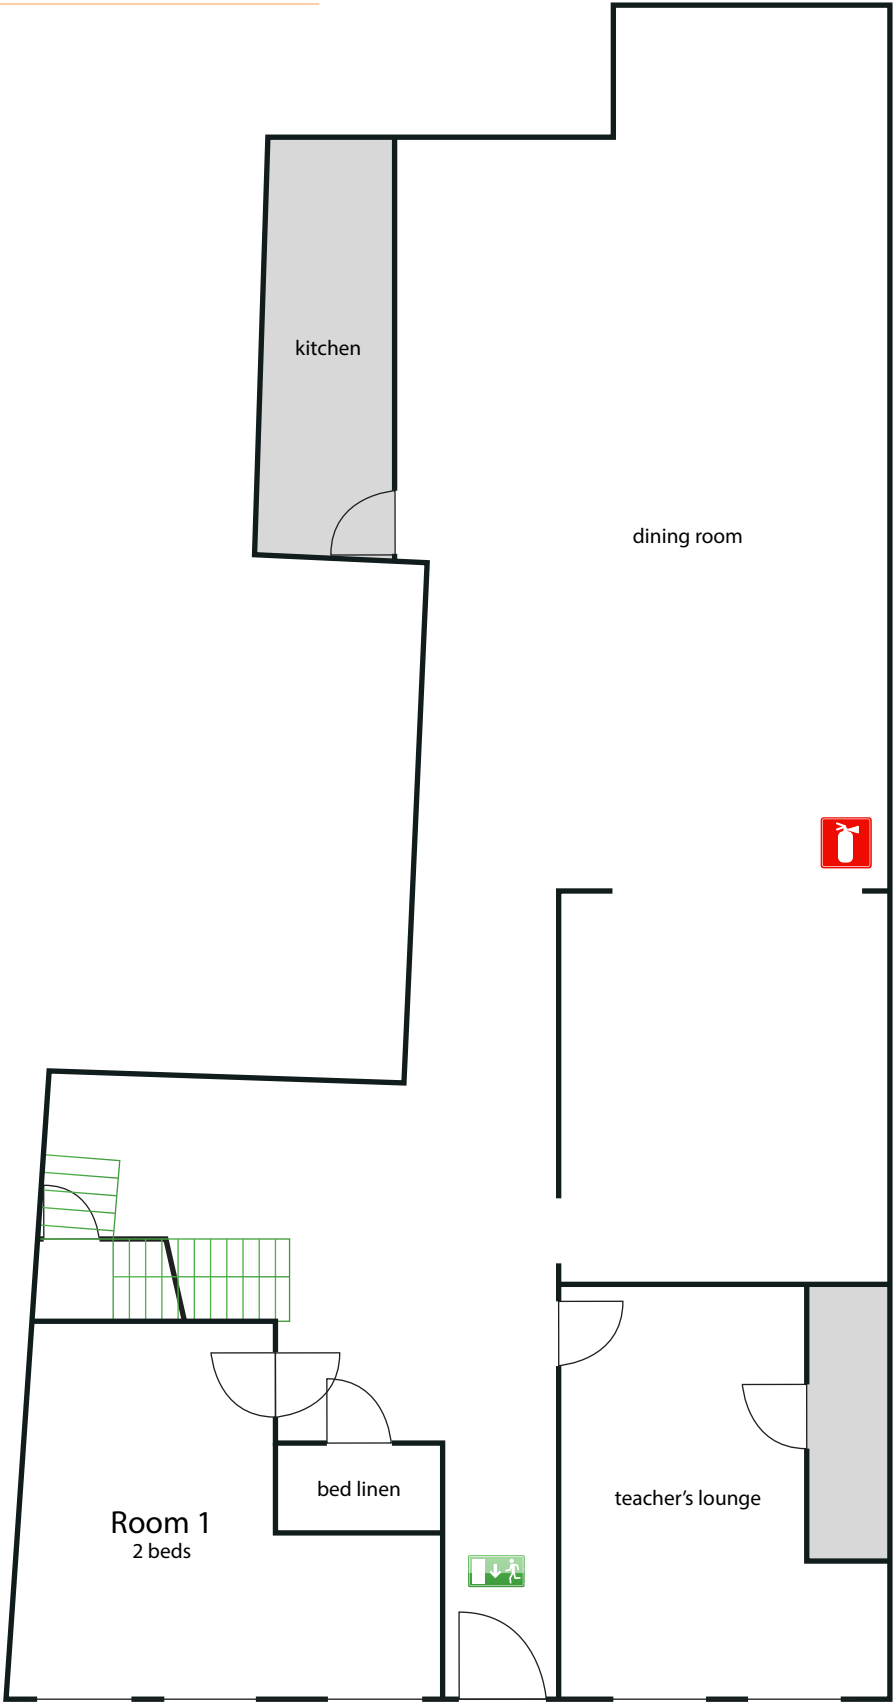 kitchen
dining room
bed linen
teacher's lounge
Room 1
2 beds